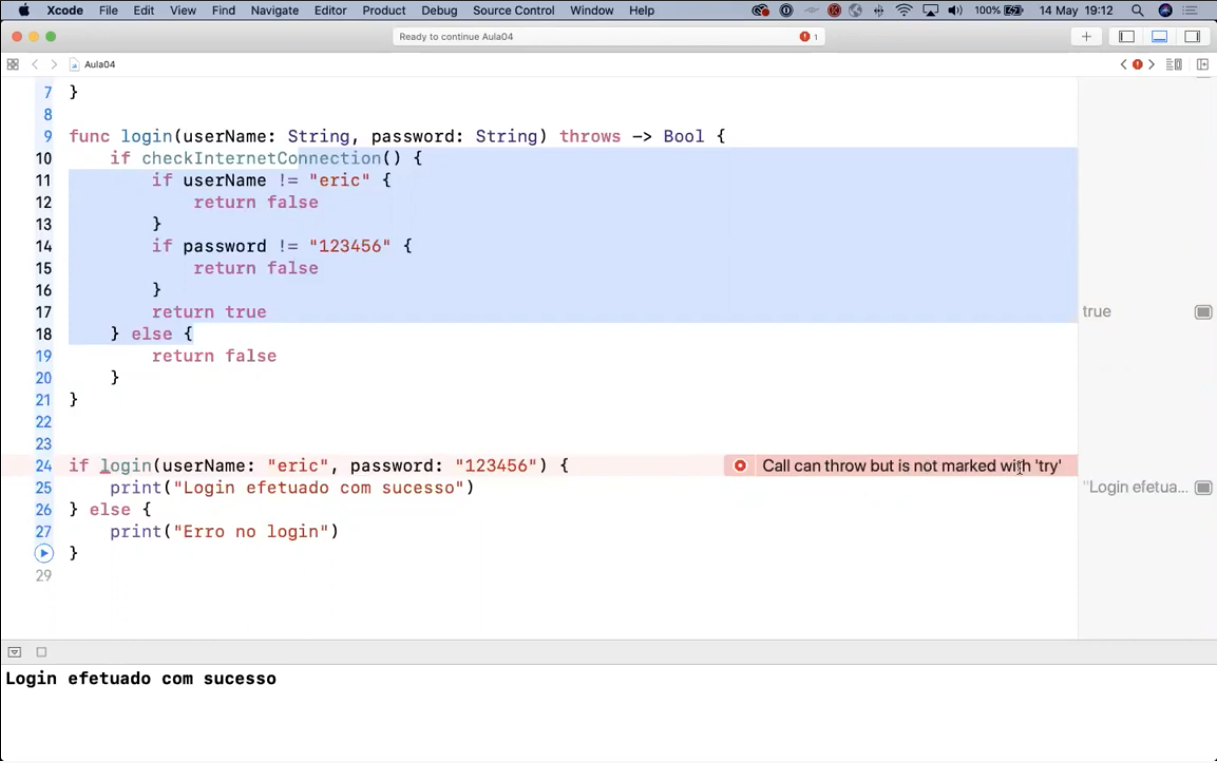 Xcode File Edit View Find Navigate Editor Product Debug Source Control Window Help 100% 14 May 19:12
Ready to continue Aula04 1
Aula04
7 }
8
9 func login(userName: String, password: String) throws -> Bool {
10 if checkInternetConnection() {
11 if userName != "eric" {
12 return false
13 }
14 if password != "123456" {
15 return false
16 }
17 return true true
18 } else {
19 return false
20 }
21 }
22
23
24 if login(userName: "eric", password: "123456") { Call can throw but is not marked with 'try'
25 print("Login efetuado com sucesso") "Login efetua...
26 } else {
27 print("Erro no login")
}
29
Login efetuado com sucesso